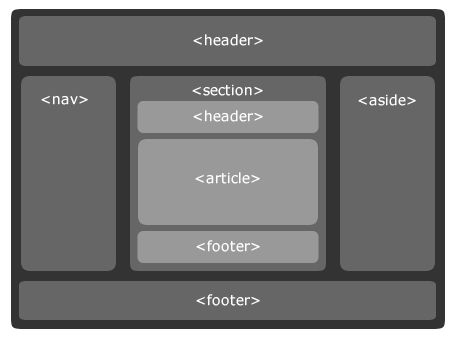 <header>
<nav>
<section>
<header>
<article>
<footer>
<aside>
<footer>